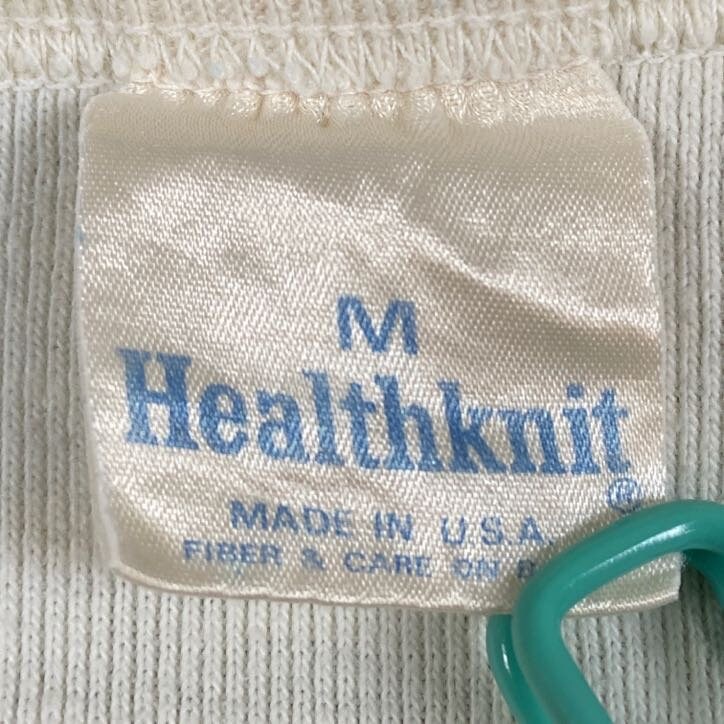 M
Healthknit
®
MADE IN U.S.A.
FIBER & CARE ON